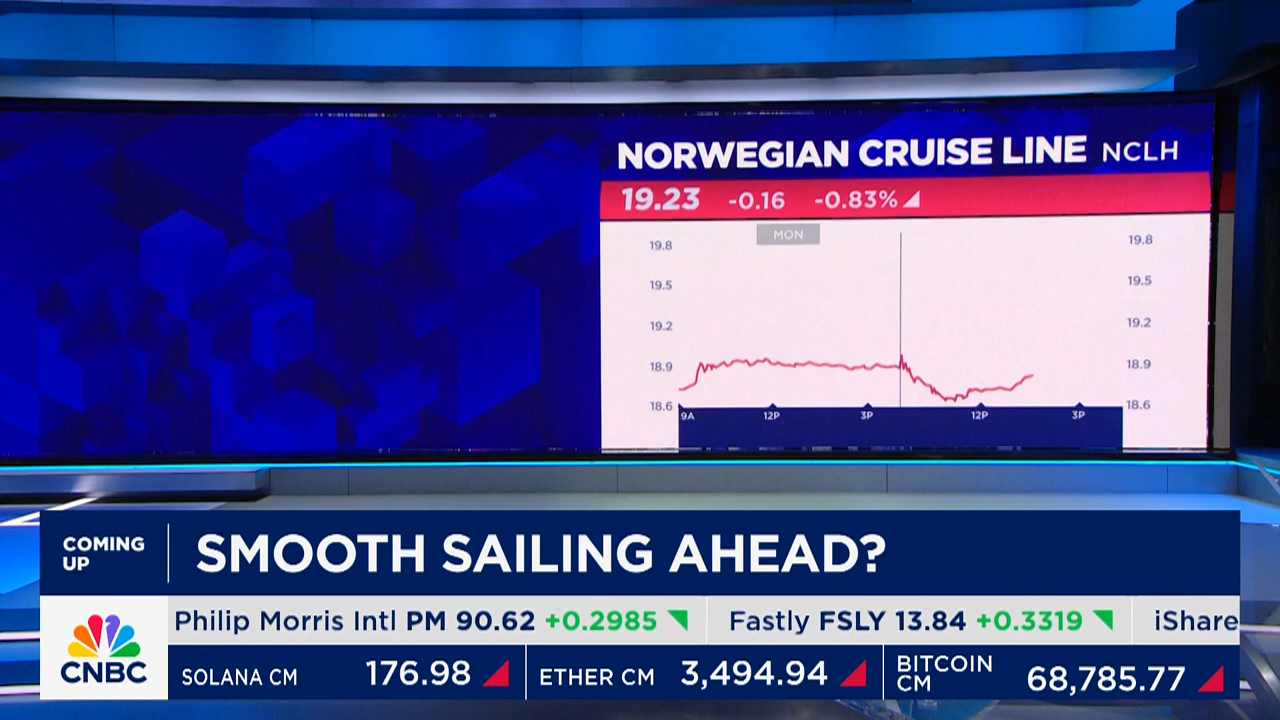 NORWEGIAN CRUISE LINE NCLH
19.23 -0.16 -0.83%
MON
19.8 19.8
19.5 19.5
19.2 19.2
18.9 18.9
18.6 18.6
9A 12P 3P 12P 3P
COMING UP
SMOOTH SAILING AHEAD?
Philip Morris Intl PM 90.62 +0.2985 Fastly FSLY 13.84 +0.3319 iShare
CNBC
SOLANA CM 176.98 ETHER CM 3,494.94 BITCOIN CM 68,785.77